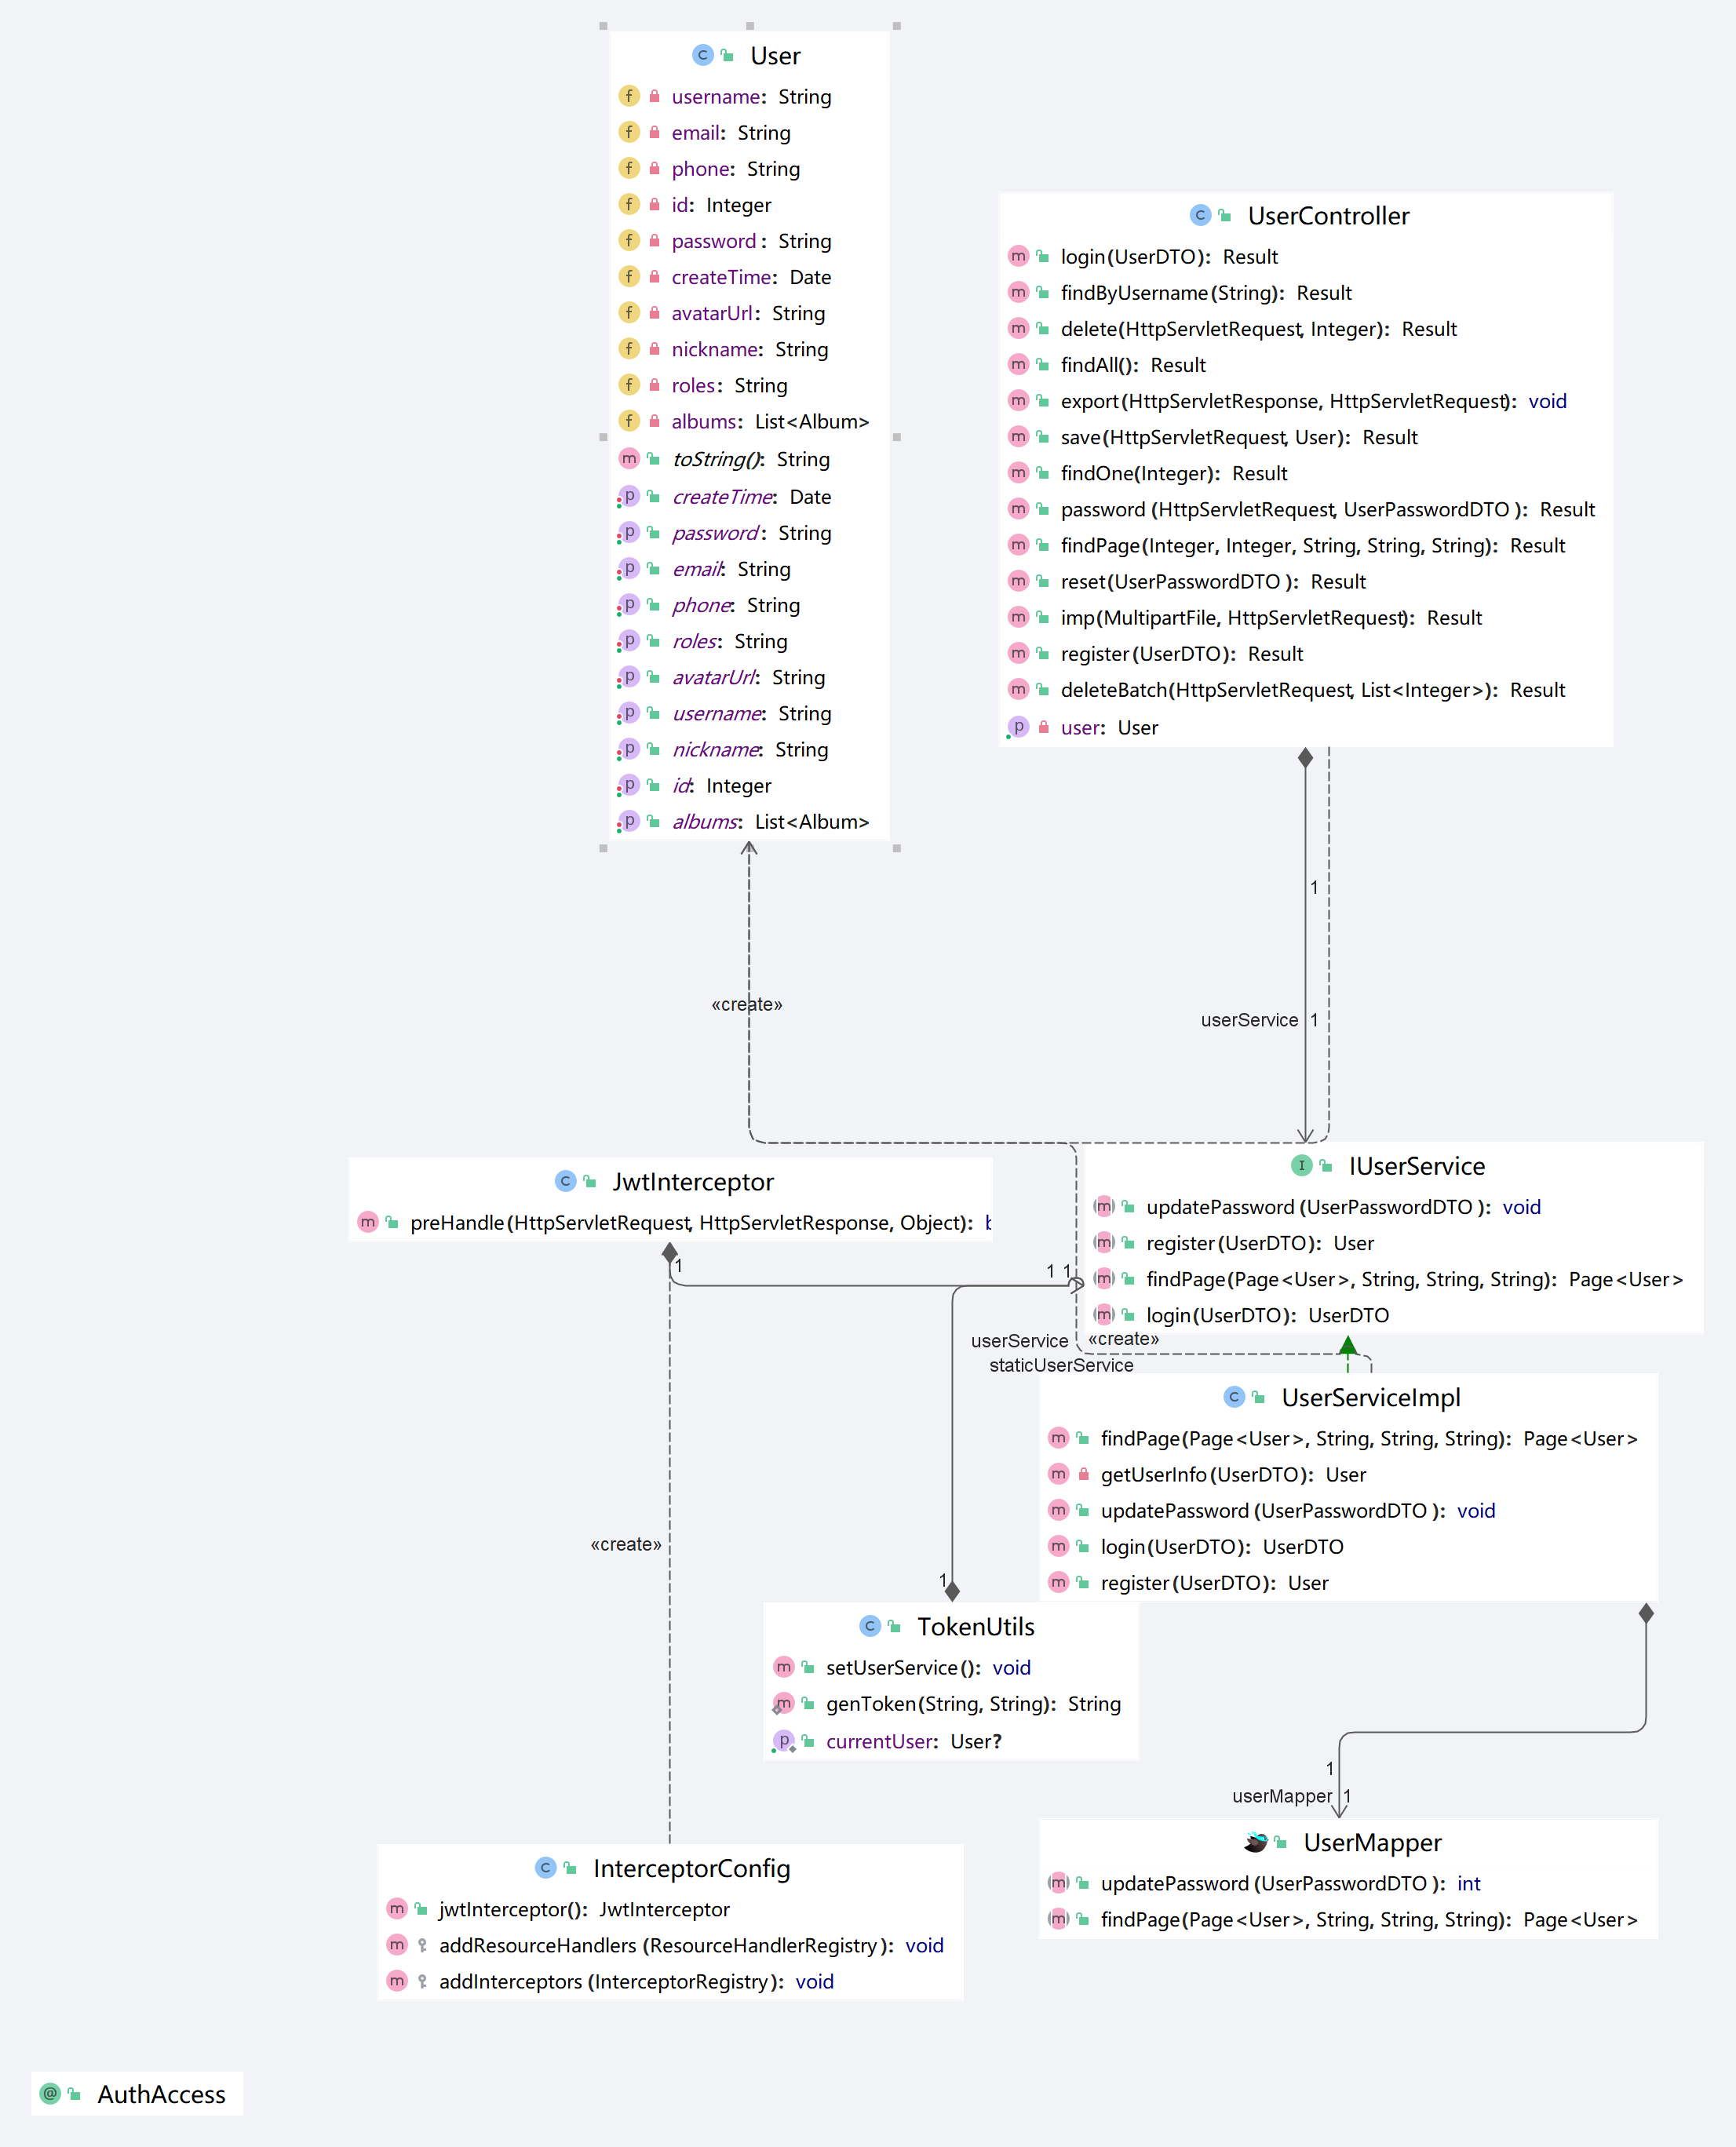 User
username: String
email: String
phone: String
id: Integer
password: String
createTime: Date
avatarUrl: String
nickname: String
roles: String
albums: List<Album>
toString(): String
createTime: Date
password: String
email: String
phone: String
roles: String
avatarUrl: String
username: String
nickname: String
id: Integer
albums: List<Album>
UserController
login(UserDTO): Result
findByUsername(String): Result
delete(HttpServletRequest, Integer): Result
findAll(): Result
export(HttpServletResponse, HttpServletRequest): void
save(HttpServletRequest, User): Result
findOne(Integer): Result
password(HttpServletRequest, UserPasswordDTO): Result
findPage(Integer, Integer, String, String, String): Result
reset(UserPasswordDTO): Result
imp(MultipartFile, HttpServletRequest): Result
register(UserDTO): Result
deleteBatch(HttpServletRequest, List<Integer>): Result
user: User
1
«create»
userService 1
JwtInterceptor
preHandle(HttpServletRequest, HttpServletResponse, Object): b
IUserService
updatePassword(UserPasswordDTO): void
register(UserDTO): User
findPage(Page<User>, String, String, String): Page<User>
login(UserDTO): UserDTO
1
1 1
userService «create»
staticUserService
UserServiceImpl
findPage(Page<User>, String, String, String): Page<User>
getUserInfo(UserDTO): User
updatePassword(UserPasswordDTO): void
login(UserDTO): UserDTO
register(UserDTO): User
«create»
1
TokenUtils
setUserService(): void
genToken(String, String): String
currentUser: User?
1
userMapper 1
UserMapper
updatePassword(UserPasswordDTO): int
findPage(Page<User>, String, String, String): Page<User>
InterceptorConfig
jwtInterceptor(): JwtInterceptor
addResourceHandlers(ResourceHandlerRegistry): void
addInterceptors(InterceptorRegistry): void
AuthAccess